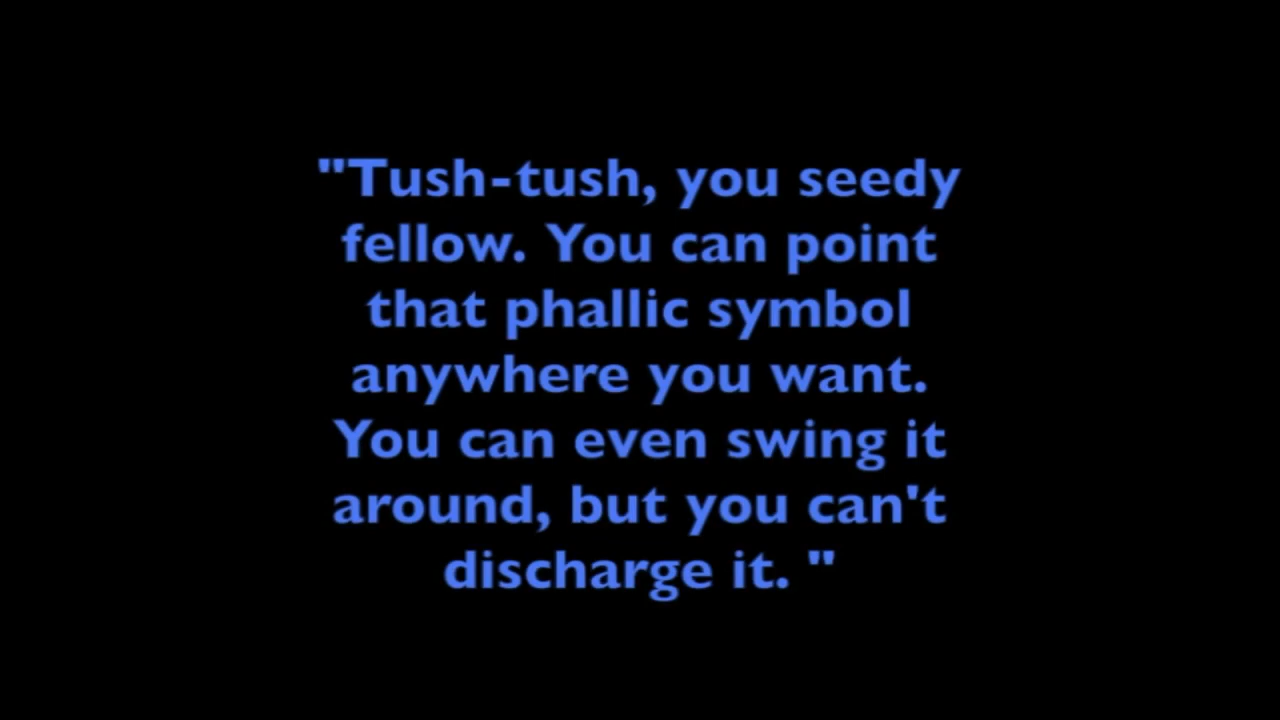 "Tush-tush, you seedy
fellow. You can point
that phallic symbol
anywhere you want.
You can even swing it
around, but you can't
discharge it. "